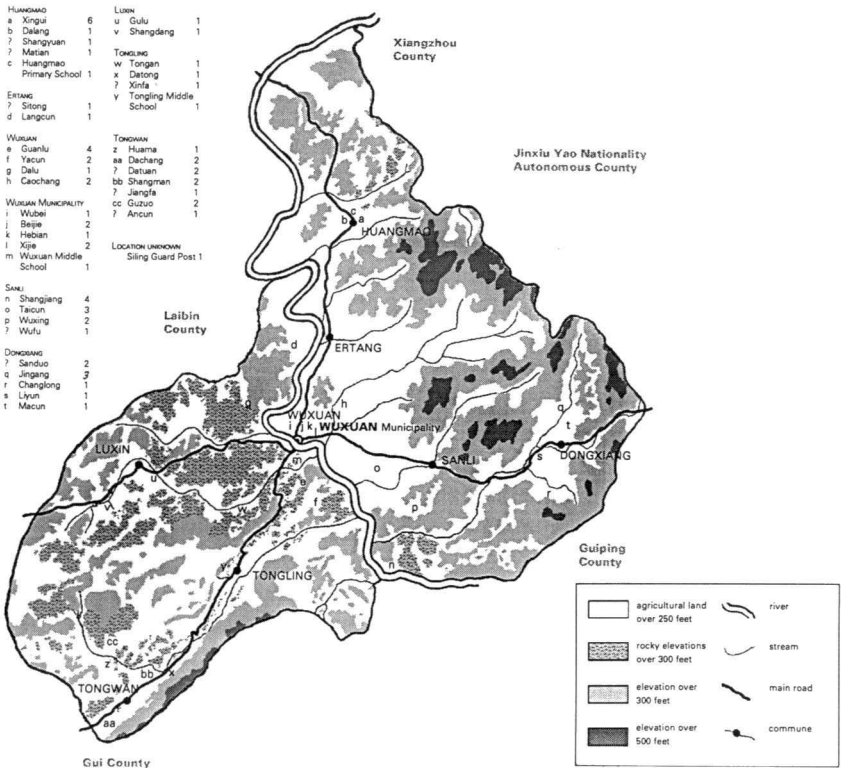 HUANGMAO
a Xingui 6
b Dalang 1
? Shangyuan 1
? Matian 1
c Huangmao
Primary School 1
ERTANG
? Sitong 1
d Langcun 1
WUXUAN
e Guanlu 4
f Yacun 2
g Dalu 1
h Caochang 2
WUXUAN MUNICIPALITY
i Wubei 1
j Beijie 2
k Hebian 1
l Xijie 2
m Wuxuan Middle
School 1
SANLI
n Shangjiang 4
o Taicun 3
p Wuxing 2
? Wufu 1
DONGXIANG
? Sanduo 2
q Jingang 3
r Changlong 1
s Liyun 1
t Macun 1
LUXIN
u Gulu 1
v Shangdang 1
TONGLING
w Tongan 1
x Datong 1
? Xinfa 1
y Tongling Middle
School 1
TONGWAN
z Huama 1
aa Dachang 2
? Datuan 2
bb Shangman 2
? Jiangfa 1
cc Guzuo 2
? Ancun 1
LOCATION UNKNOWN
Siling Guard Post 1
Xiangzhou
County
Jinxiu Yao Nationality
Autonomous County
c
b a
HUANGMAO
Laibin
County
d
ERTANG
g
h
WUXUAN
i j k l WUXUAN Municipality
q
t
LUXIN
m
o
SANLI
s
DONGXIANG
u
e
v
w
f
p
y
TONGLING
n
Guiping
County
cc
z
bb
x
TONGWAN
aa
Gui County
agricultural land
over 250 feet
river
rocky elevations
over 300 feet
stream
elevation over
300 feet
main road
elevation over
500 feet
commune